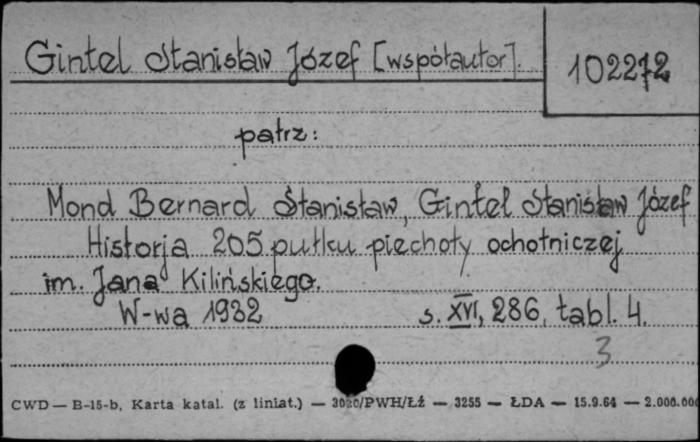 Gintel Stanisław Józef [współautor].
102272
patrz:
Mond Bernard Stanisław, Gintel Stanisław Józef
Historja 205 pułku piechoty ochotniczej
im. Jana Kilińskiego.
W-wa 1932 s. XVI, 286, tabl. 4.
3
CWD — B-15-b, Karta katal. (z liniat.) — 3020/PWH/Łź — 3255 — ŁDA — 15.9.64 — 2.000.000